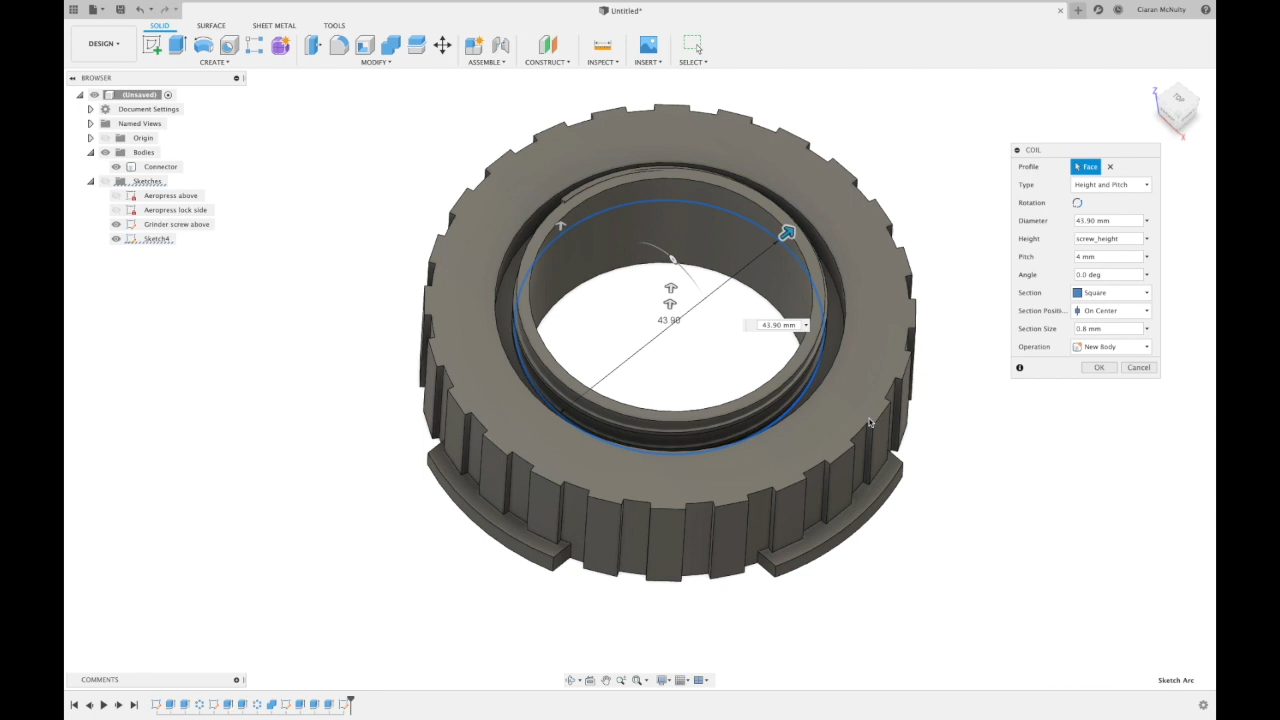 Untitled*
Ciaran McNulty
SOLID SURFACE SHEET METAL TOOLS
DESIGN
CREATE MODIFY ASSEMBLE CONSTRUCT INSPECT INSERT SELECT
BROWSER
(Unsaved)
Document Settings
Named Views
Origin
Bodies
Connector
Sketches
Aeropress above
Aeropress lock side
Grinder screw above
Sketch4
TOP
Z
X
43.90
43.90 mm
COIL
Profile Face
Type Height and Pitch
Rotation
Diameter 43.90 mm
Height screw_height
Pitch 4 mm
Angle 0.0 deg
Section Square
Section Positi... On Center
Section Size 0.8 mm
Operation New Body
OK Cancel
COMMENTS
Sketch Arc